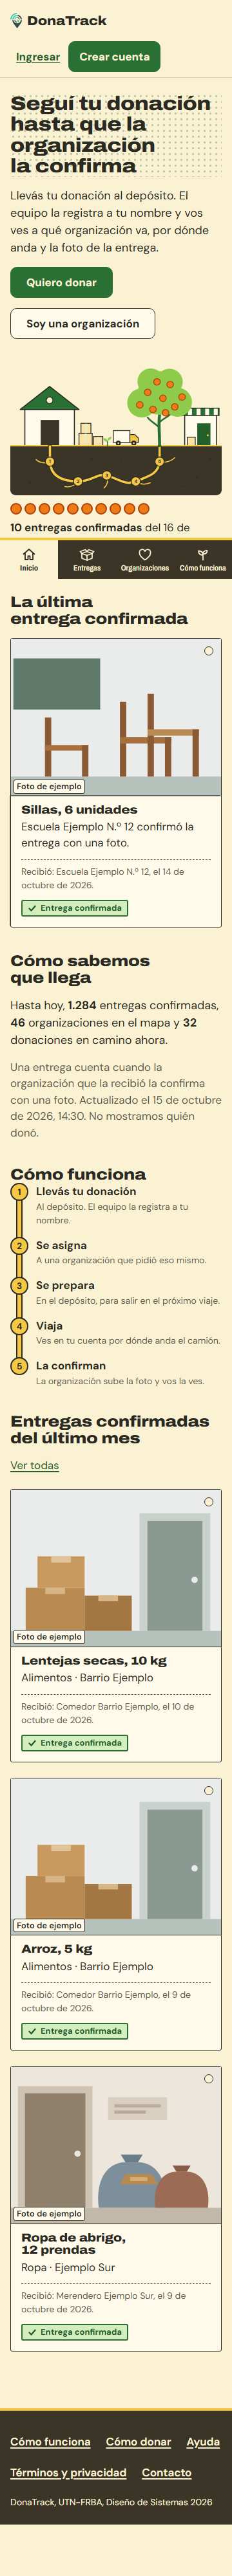 DonaTrack
Ingresar
Crear cuenta
Seguí tu donación
hasta que la
organización
la confirma
Llevás tu donación al depósito. El
equipo la registra a tu nombre y vos
ves a qué organización va, por dónde
anda y la foto de la entrega.
Quiero donar
Soy una organización
1
2
3
4
5
10 entregas confirmadas del 16 de
Inicio
Entregas
Organizaciones
Cómo funciona
La última
entrega confirmada
Foto de ejemplo
Sillas, 6 unidades
Escuela Ejemplo N.º 12 confirmó la
entrega con una foto.
Recibió: Escuela Ejemplo N.º 12, el 14 de
octubre de 2026.
Entrega confirmada
Cómo sabemos
que llega
Hasta hoy, 1.284 entregas confirmadas,
46 organizaciones en el mapa y 32
donaciones en camino ahora.
Una entrega cuenta cuando la
organización que la recibió la confirma
con una foto. Actualizado el 15 de octubre
de 2026, 14:30. No mostramos quién
donó.
Cómo funciona
1
Llevás tu donación
Al depósito. El equipo la registra a tu
nombre.
2
Se asigna
A una organización que pidió eso mismo.
3
Se prepara
En el depósito, para salir en el próximo viaje.
4
Viaja
Ves en tu cuenta por dónde anda el camión.
5
La confirman
La organización sube la foto y vos la ves.
Entregas confirmadas
del último mes
Ver todas
Foto de ejemplo
Lentejas secas, 10 kg
Alimentos · Barrio Ejemplo
Recibió: Comedor Barrio Ejemplo, el 10 de
octubre de 2026.
Entrega confirmada
Foto de ejemplo
Arroz, 5 kg
Alimentos · Barrio Ejemplo
Recibió: Comedor Barrio Ejemplo, el 9 de
octubre de 2026.
Entrega confirmada
Foto de ejemplo
Ropa de abrigo,
12 prendas
Ropa · Ejemplo Sur
Recibió: Merendero Ejemplo Sur, el 9 de
octubre de 2026.
Entrega confirmada
Cómo funciona
Cómo donar
Ayuda
Términos y privacidad
Contacto
DonaTrack, UTN-FRBA, Diseño de Sistemas 2026